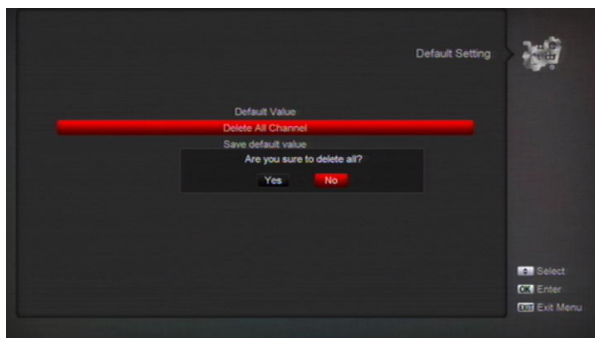 Default Setting
Default Value
Delete All Channel
Save default value
Are you sure to delete all?
Yes No
Select
OK Enter
EXIT Exit Menu